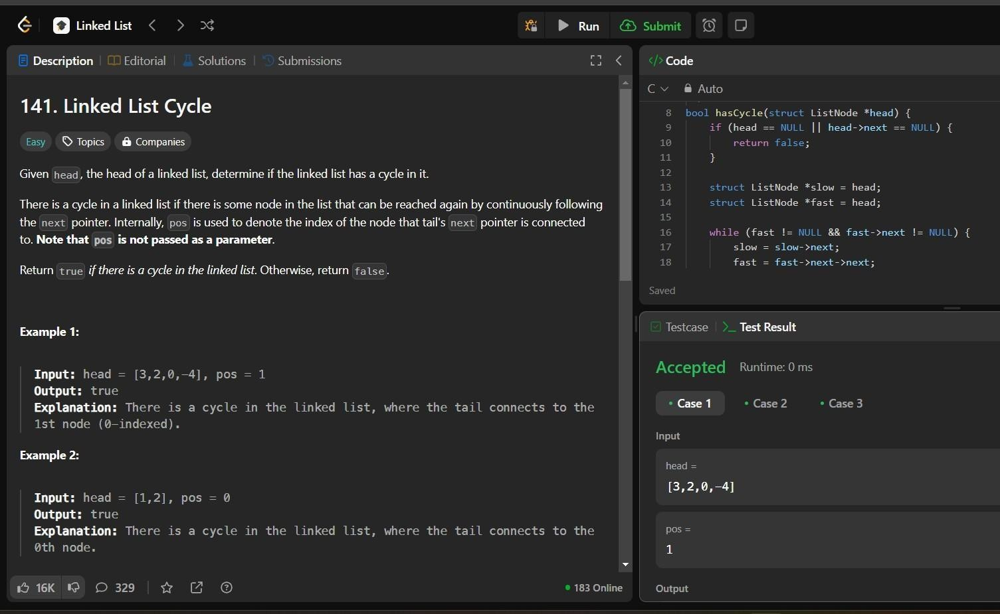 Linked List
Run
Submit
Description
Editorial
Solutions
Submissions
141. Linked List Cycle
Easy
Topics
Companies
Given head, the head of a linked list, determine if the linked list has a cycle in it.
There is a cycle in a linked list if there is some node in the list that can be reached again by continuously following
the next pointer. Internally, pos is used to denote the index of the node that tail's next pointer is connected
to. Note that pos is not passed as a parameter.
Return true if there is a cycle in the linked list. Otherwise, return false.
Example 1:
Input: head = [3,2,0,-4], pos = 1
Output: true
Explanation: There is a cycle in the linked list, where the tail connects to the
1st node (0-indexed).
Example 2:
Input: head = [1,2], pos = 0
Output: true
Explanation: There is a cycle in the linked list, where the tail connects to the
0th node.
16K
329
183 Online
</> Code
C
Auto
8 bool hasCycle(struct ListNode *head) {
9 if (head == NULL || head->next == NULL) {
10 return false;
11 }
12
13 struct ListNode *slow = head;
14 struct ListNode *fast = head;
15
16 while (fast != NULL && fast->next != NULL) {
17 slow = slow->next;
18 fast = fast->next->next;
Saved
Testcase
>_ Test Result
Accepted
Runtime: 0 ms
• Case 1
• Case 2
• Case 3
Input
head =
[3,2,0,-4]
pos =
1
Output